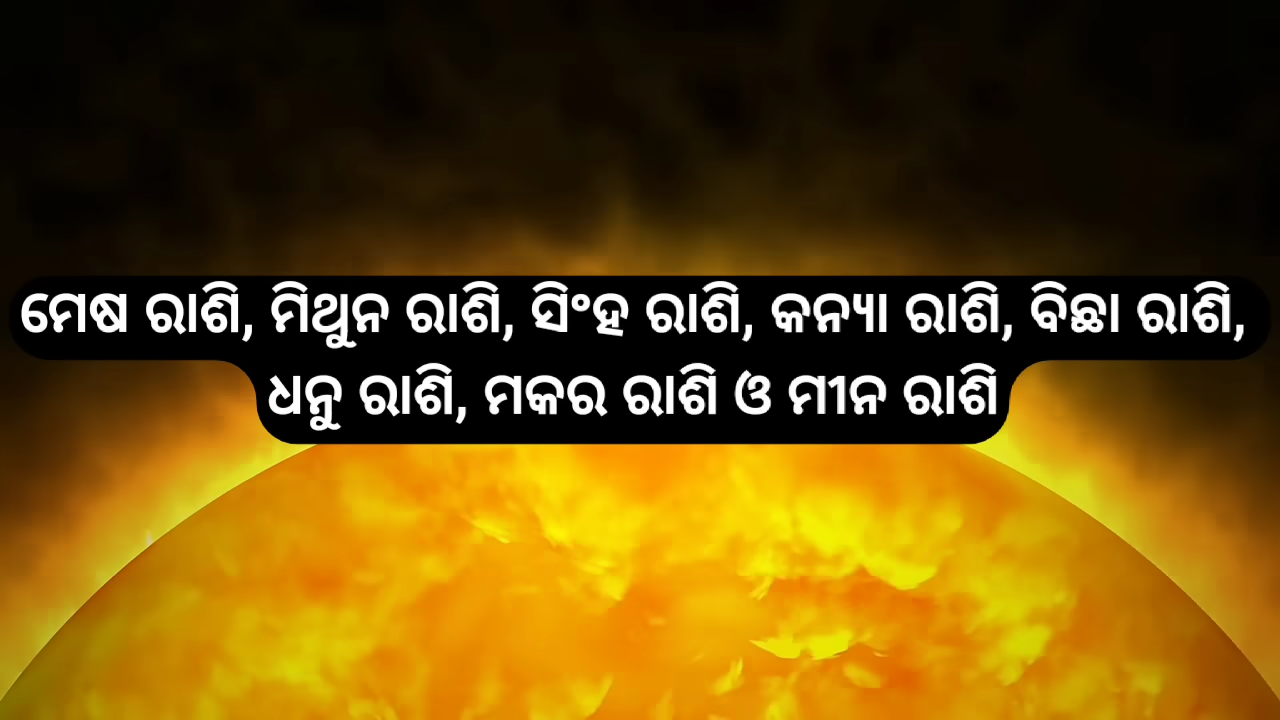 ମେଷ ରାଶି, ମିଥୁନ ରାଶି, ସିଂହ ରାଶି, କନ୍ୟା ରାଶି, ବିଛା ରାଶି,
ଧନୁ ରାଶି, ମକର ରାଶି ଓ ମୀନ ରାଶି